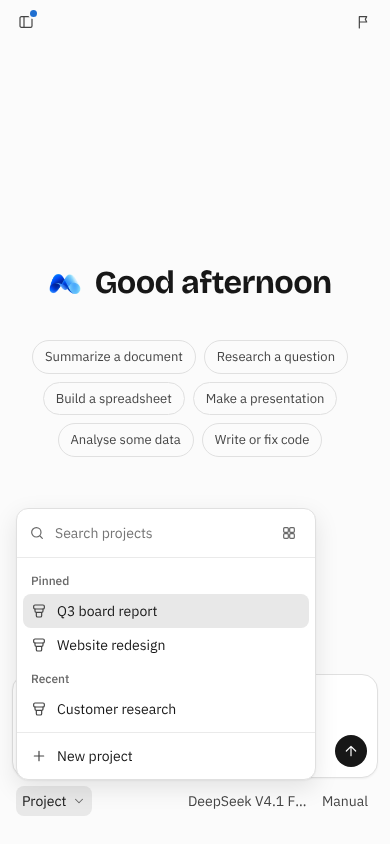 Good afternoon
Summarize a document
Research a question
Build a spreadsheet
Make a presentation
Analyse some data
Write or fix code
Search projects
Pinned
Q3 board report
Website redesign
Recent
Customer research
New project
Project
DeepSeek V4.1 F...
Manual